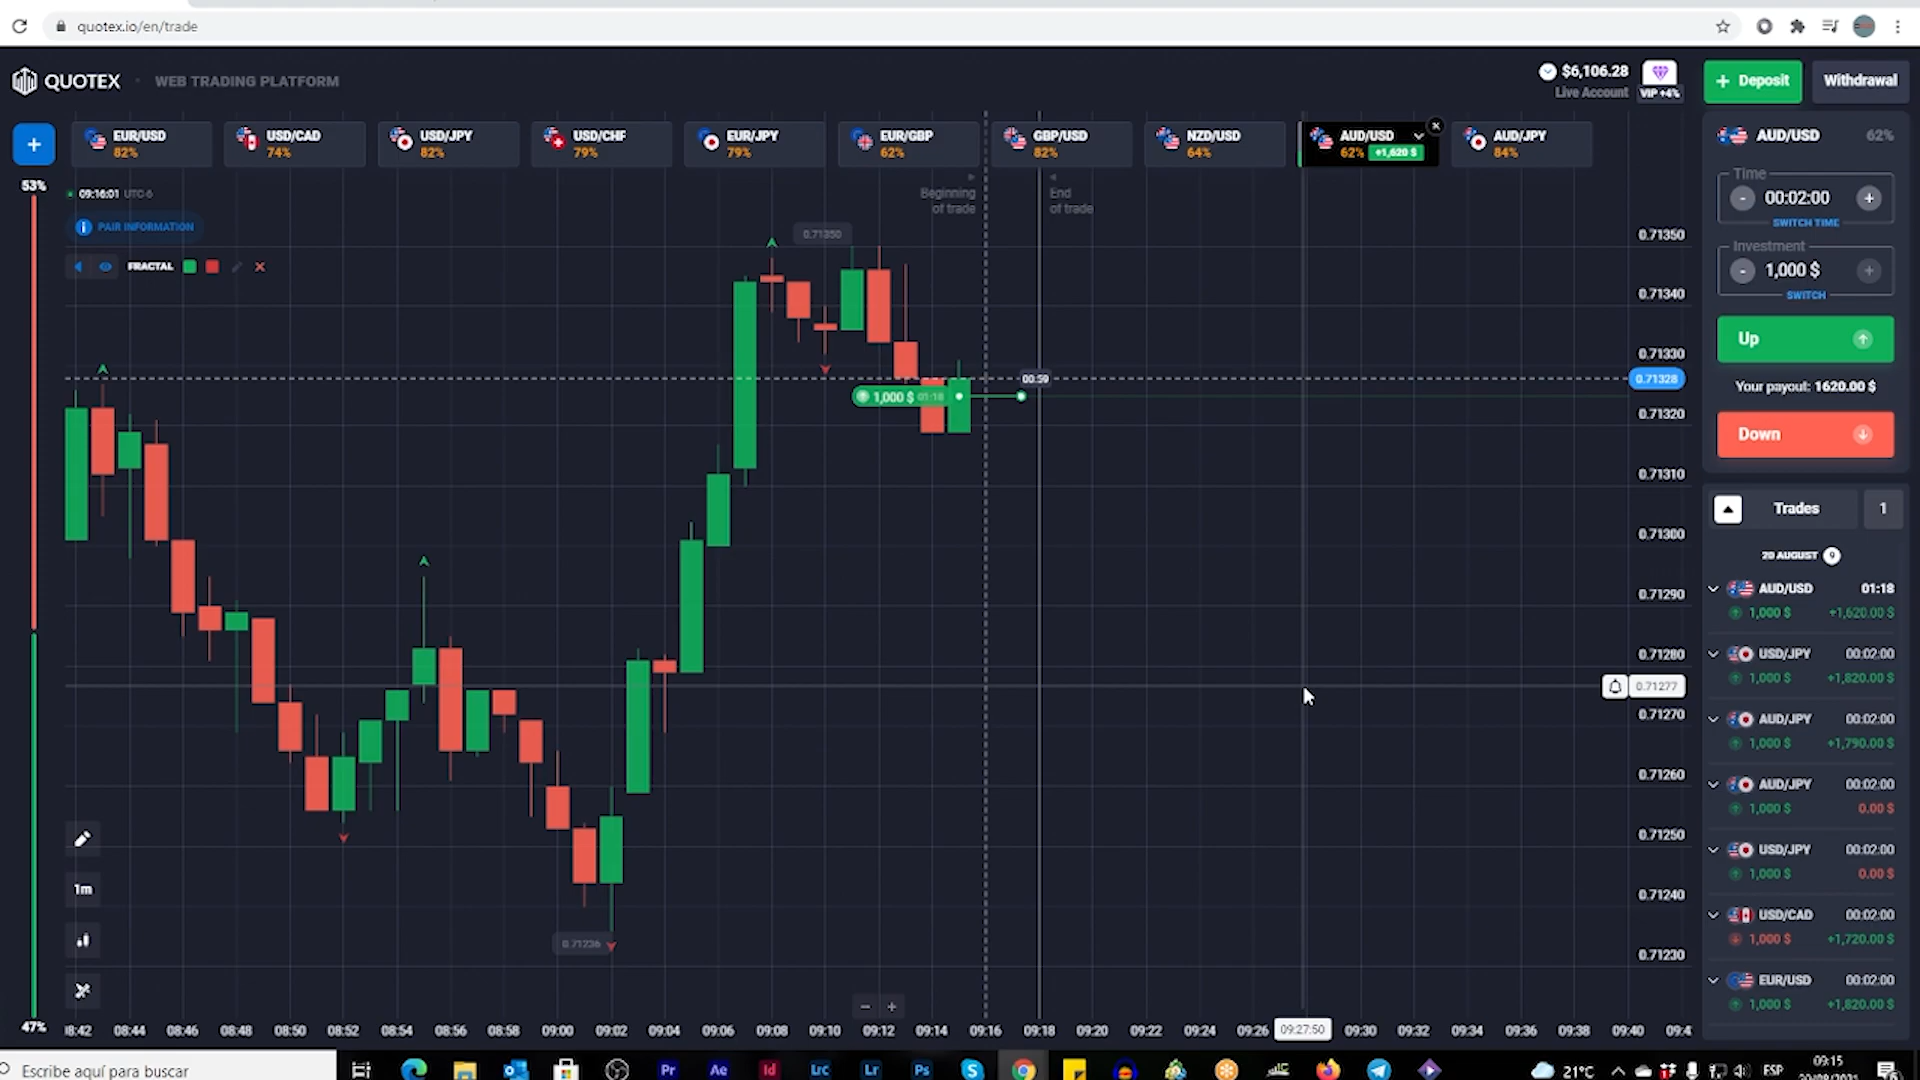 quotex.io/en/trade
QUOTEX
WEB TRADING PLATFORM
$6,106.28
Live Account
VIP +4%
+ Deposit
Withdrawal
+
EUR/USD
82%
USD/CAD
74%
USD/JPY
82%
USD/CHF
79%
EUR/JPY
79%
EUR/GBP
62%
GBP/USD
82%
NZD/USD
64%
AUD/USD
62% +1,620 $
AUD/JPY
84%
AUD/USD 62%
53%
09:16:01 UTC-6
PAIR INFORMATION
FRACTAL
Beginning
of trade
End
of trade
Time
- 00:02:00 +
SWITCH TIME
Investment
- 1,000 $ +
SWITCH
Up
Your payout: 1620.00 $
Down
0.71350
0.71350
0.71340
0.71330
00:59
0.71328
1,000 $ 01:18
0.71320
0.71310
0.71300
0.71290
0.71280
0.71277
0.71270
0.71260
0.71250
0.71240
0.71236
0.71230
Trades 1
20 AUGUST 9
AUD/USD 01:18
1,000 $ +1,620.00 $
USD/JPY 00:02:00
1,000 $ +1,820.00 $
AUD/JPY 00:02:00
1,000 $ +1,790.00 $
AUD/JPY 00:02:00
1,000 $ 0.00 $
USD/JPY 00:02:00
1,000 $ 0.00 $
USD/CAD 00:02:00
1,000 $ +1,720.00 $
EUR/USD 00:02:00
1,000 $ +1,820.00 $
1m
- +
47%
08:44 08:46 08:48 08:50 08:52 08:54 08:56 08:58 09:00 09:02 09:04 09:06 09:08 09:10 09:12 09:14 09:16 09:18 09:20 09:22 09:24 09:26 09:27:50 09:30 09:32 09:34 09:36 09:38 09:40
Escribe aquí para buscar
Pr Ae Id Lrc Lr Ps
21°C
ESP
09:15